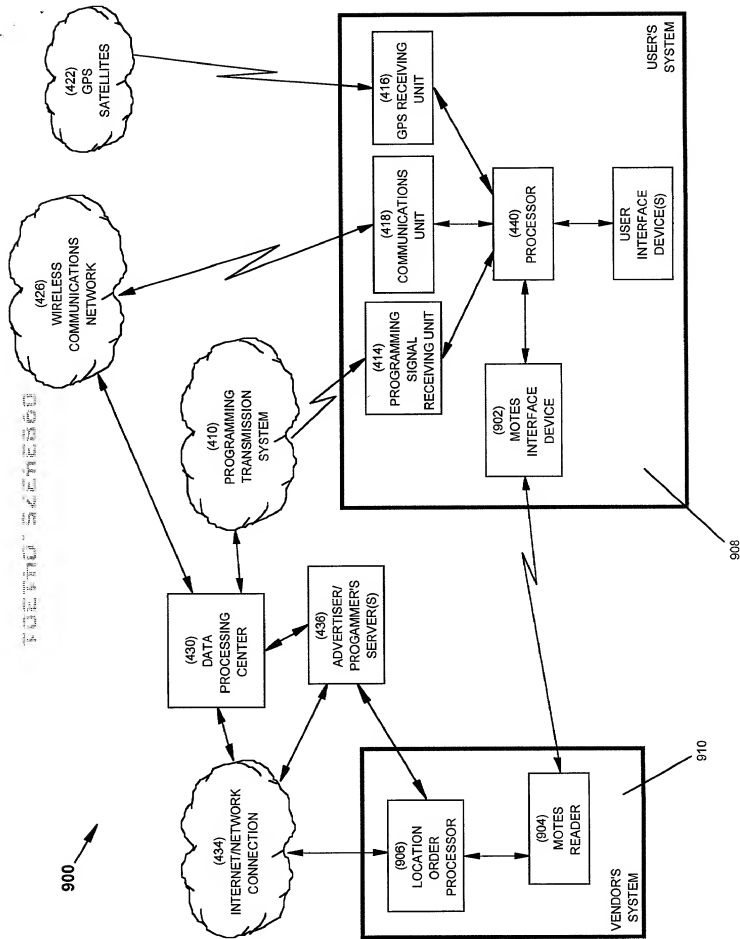 900
(422)
GPS
SATELLITES
(426)
WIRELESS
COMMUNICATIONS
NETWORK
(410)
PROGRAMMING
TRANSMISSION
SYSTEM
(430)
DATA
PROCESSING
CENTER
(434)
INTERNET/NETWORK
CONNECTION
(436)
ADVERTISER/
PROGAMMER'S
SERVER(S)
(416)
GPS RECEIVING
UNIT
(418)
COMMUNICATIONS
UNIT
(414)
PROGRAMMING
SIGNAL
RECEIVING UNIT
(440)
PROCESSOR
USER
INTERFACE
DEVICE(S)
(902)
MOTES
INTERFACE
DEVICE
USER'S
SYSTEM
908
(906)
LOCATION
ORDER
PROCESSOR
(904)
MOTES
READER
VENDOR'S
SYSTEM
910